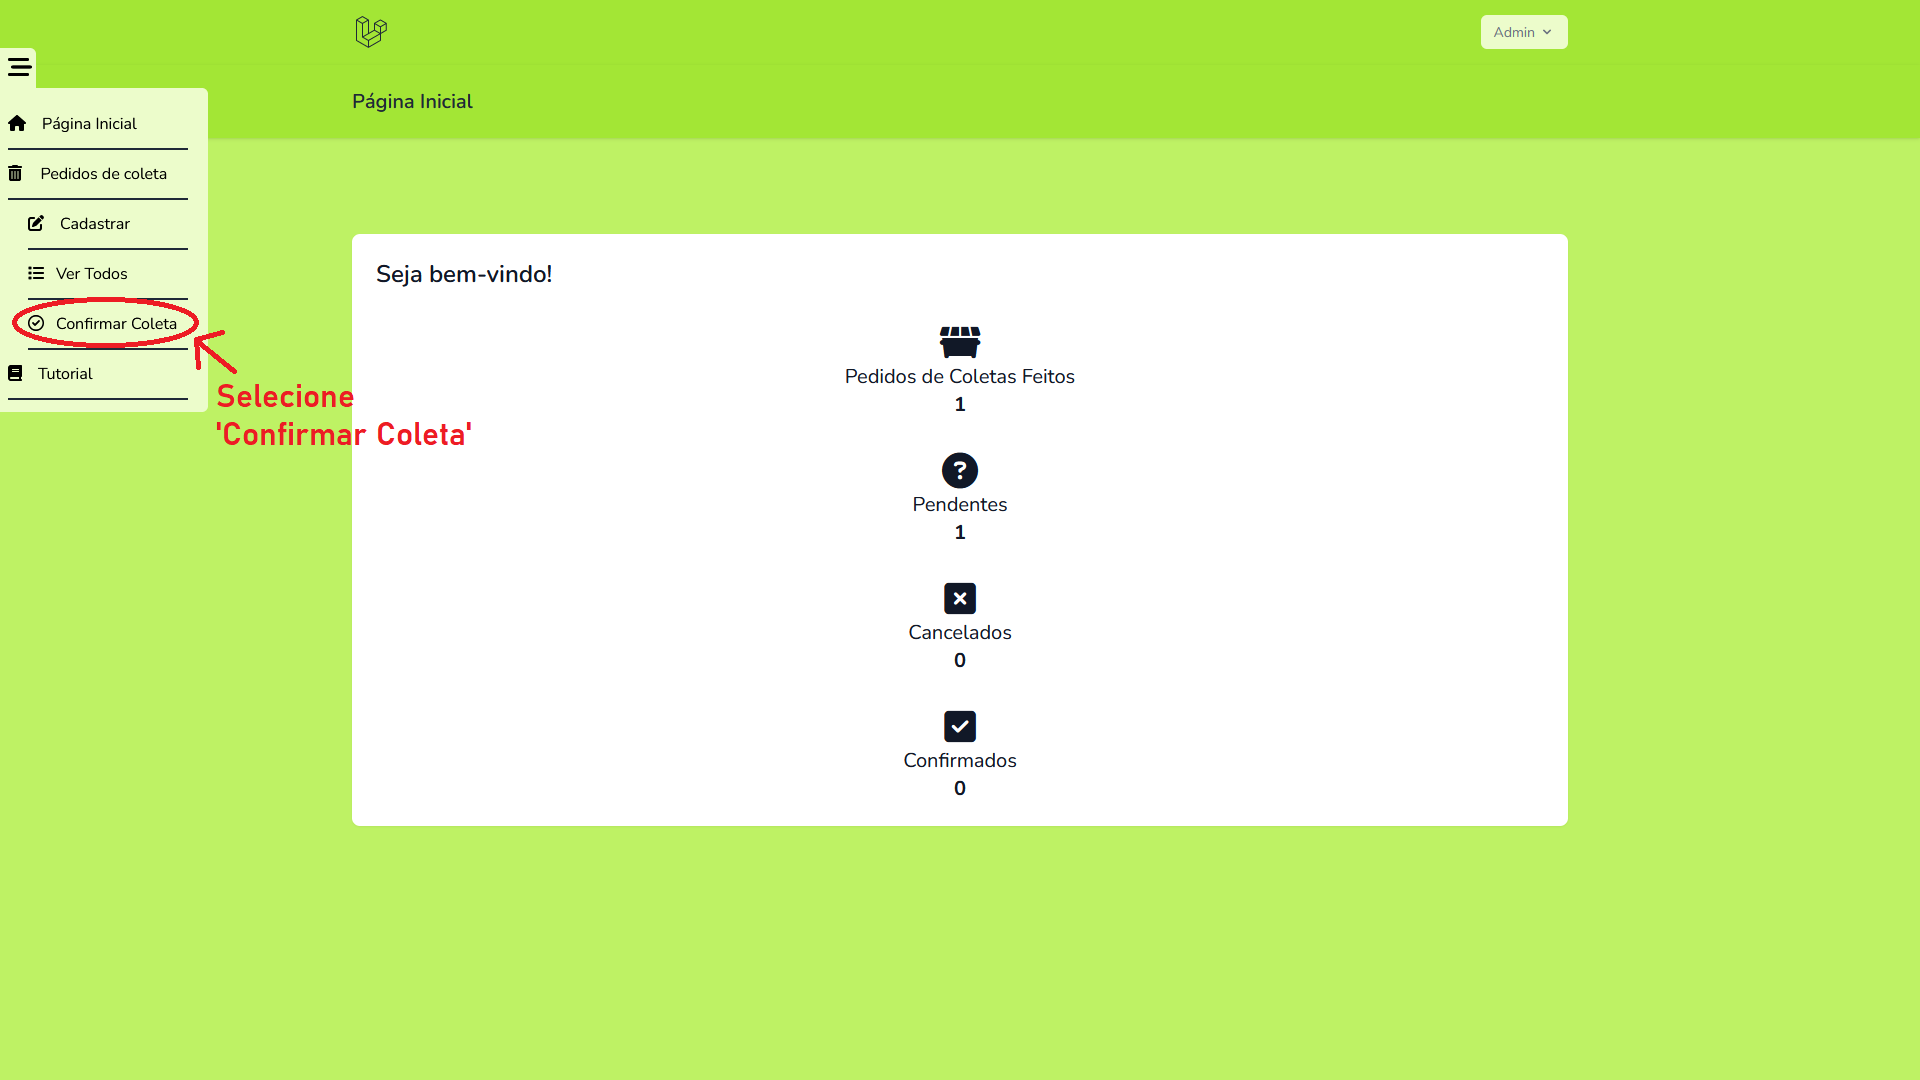 Admin
Página Inicial
Página Inicial
Pedidos de coleta
Cadastrar
Ver Todos
Confirmar Coleta
Tutorial
Selecione
'Confirmar Coleta'
Seja bem-vindo!
Pedidos de Coletas Feitos
1
Pendentes
1
Cancelados
0
Confirmados
0